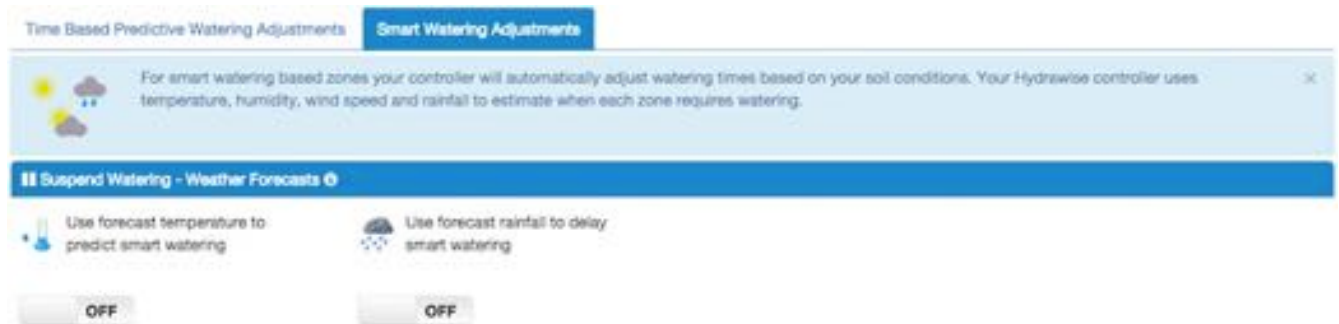 Time Based Predictive Watering Adjustments
Smart Watering Adjustments
For smart watering based zones your controller will automatically adjust watering times based on your soil conditions. Your Hydrawise controller uses
temperature, humidity, wind speed and rainfall to estimate when each zone requires watering.
×
Suspend Watering - Weather Forecasts
Use forecast temperature to
predict smart watering
Use forecast rainfall to delay
smart watering
OFF
OFF